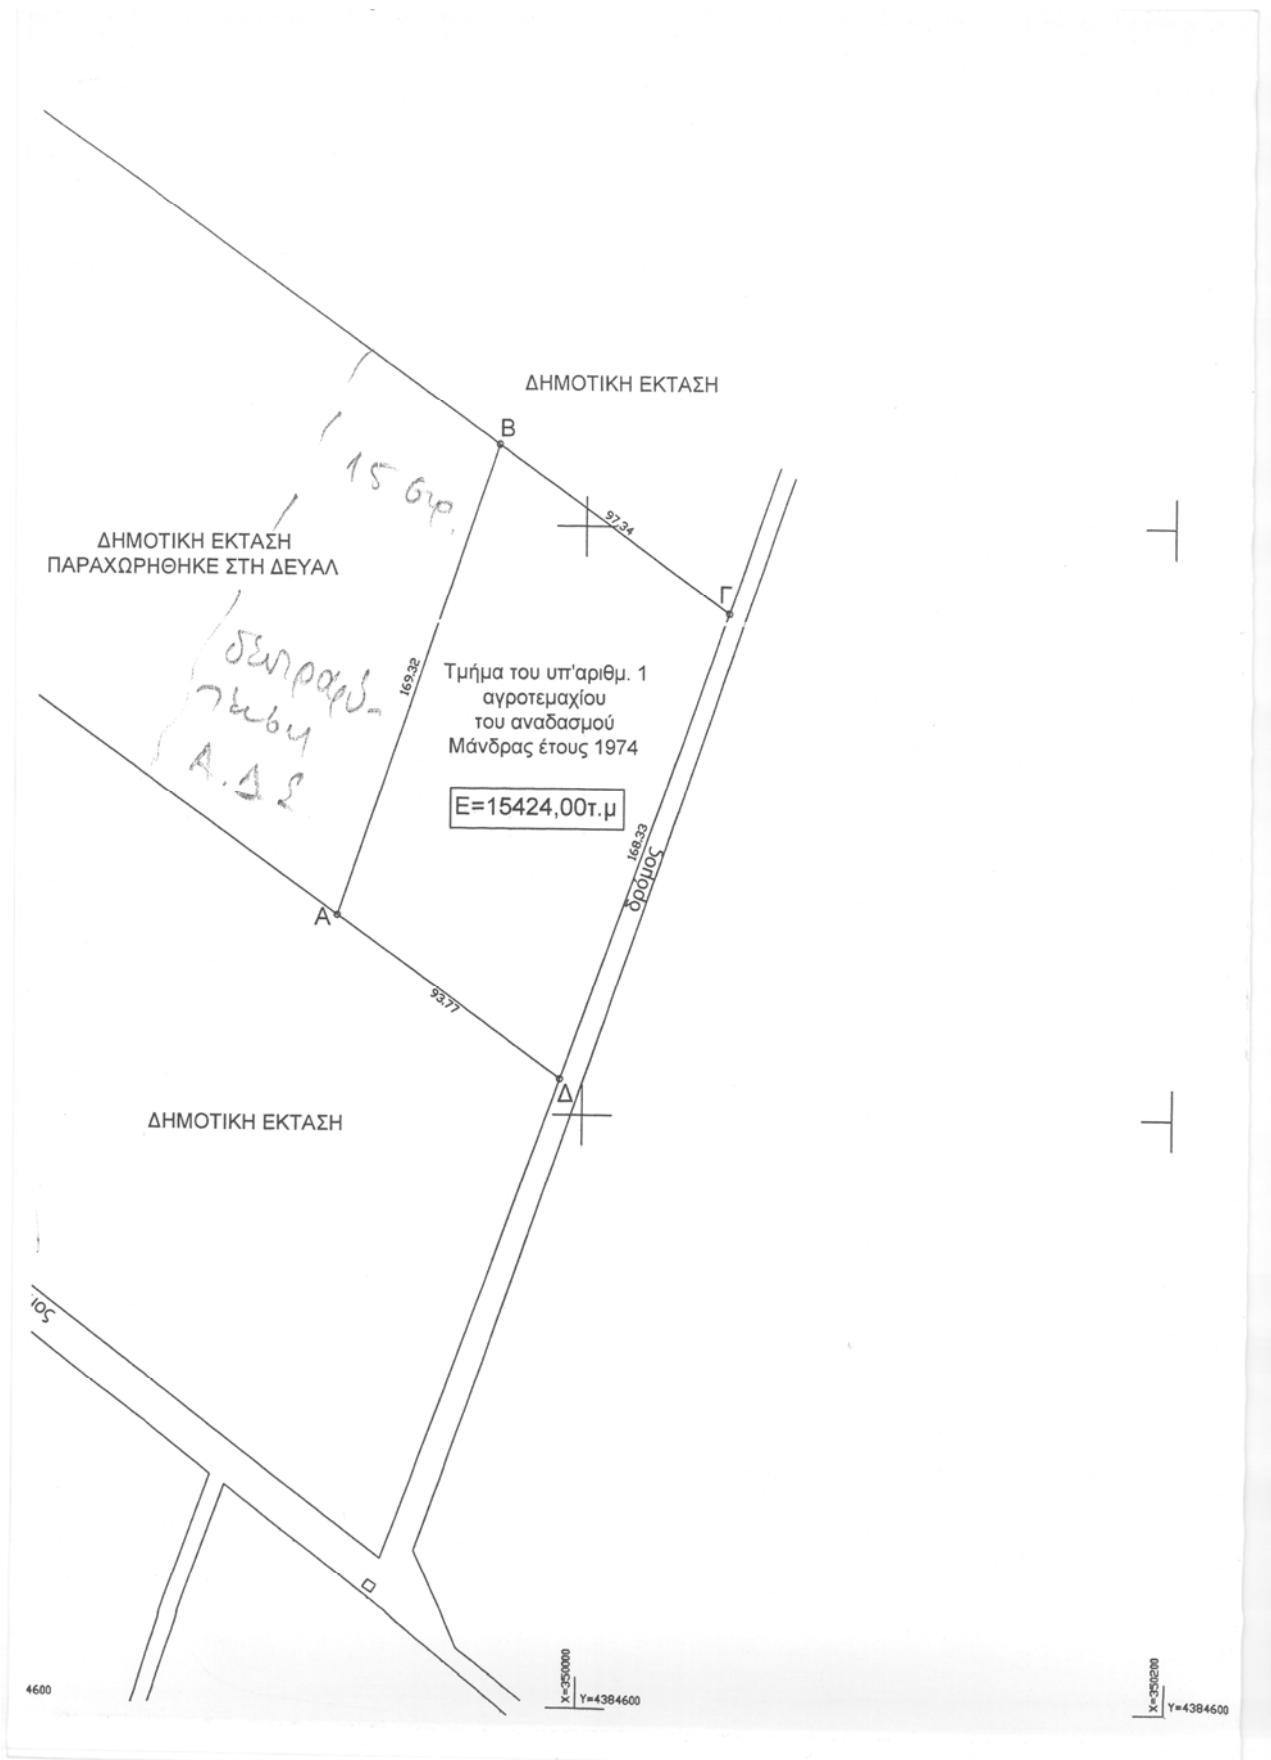 ΔΗΜΟΤΙΚΗ ΕΚΤΑΣΗ
Β
15 στρ.
97.34
ΔΗΜΟΤΙΚΗ ΕΚΤΑΣΗ
ΠΑΡΑΧΩΡΗΘΗΚΕ ΣΤΗ ΔΕΥΑΛ
Γ
169.32
Τμήμα του υπ'αριθμ. 1
αγροτεμαχίου
του αναδασμού
Μάνδρας έτους 1974
Α.Δ.Σ
Ε=15424,00τ.μ
168.33
δρόμος
Α
93.77
Δ
ΔΗΜΟΤΙΚΗ ΕΚΤΑΣΗ
μος
4600
X=350000
Y=4384600
X=350200
Y=4384600